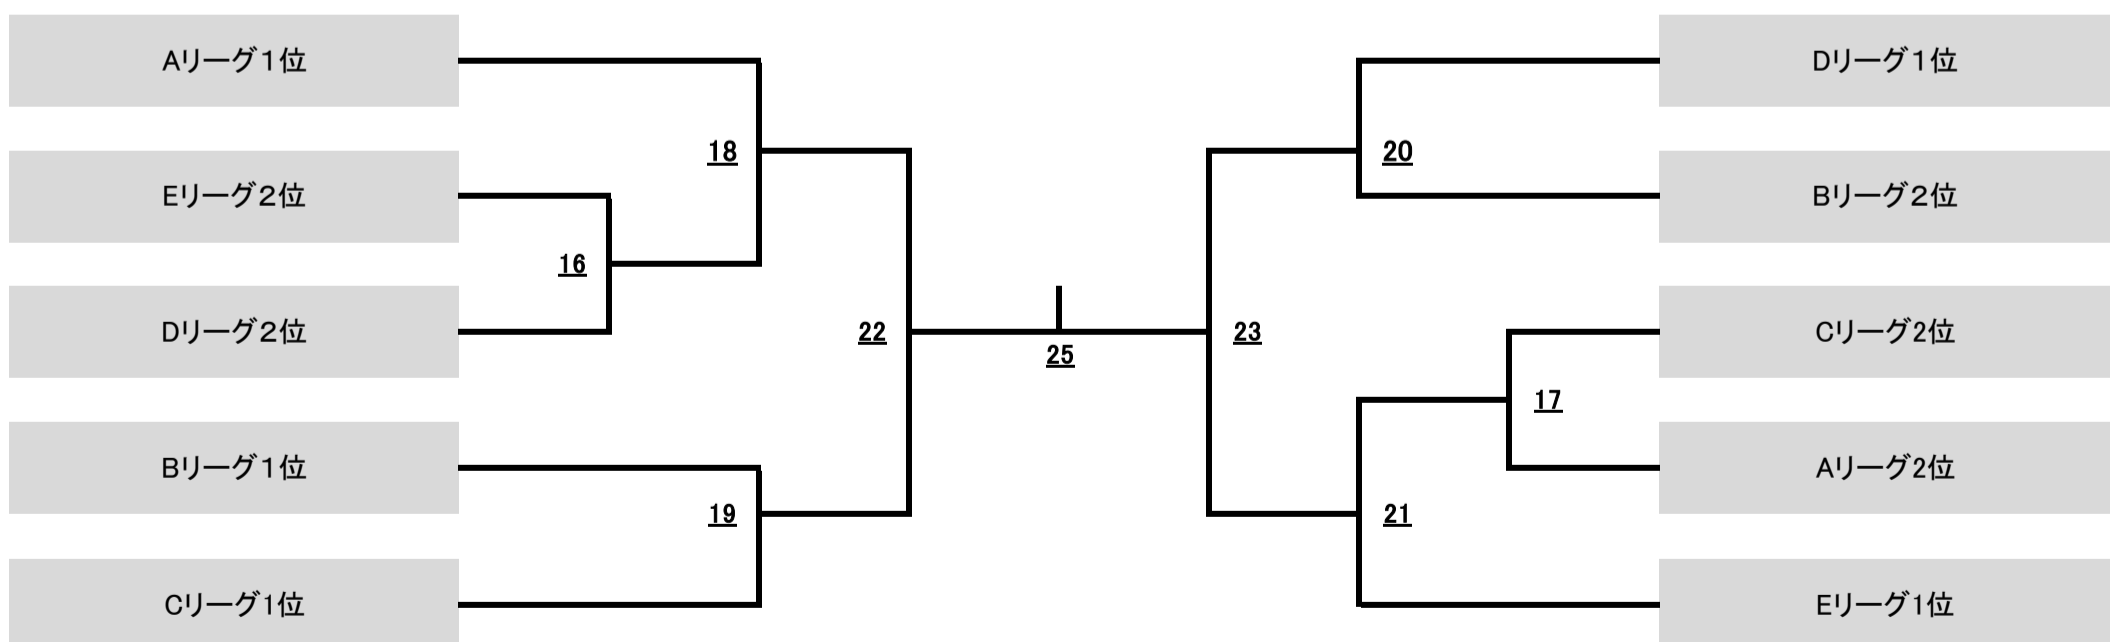 Aリーグ1位
Eリーグ2位
Dリーグ2位
Bリーグ1位
Cリーグ1位
18
16
22
19
25
20
23
17
21
Dリーグ1位
Bリーグ2位
Cリーグ2位
Aリーグ2位
Eリーグ1位